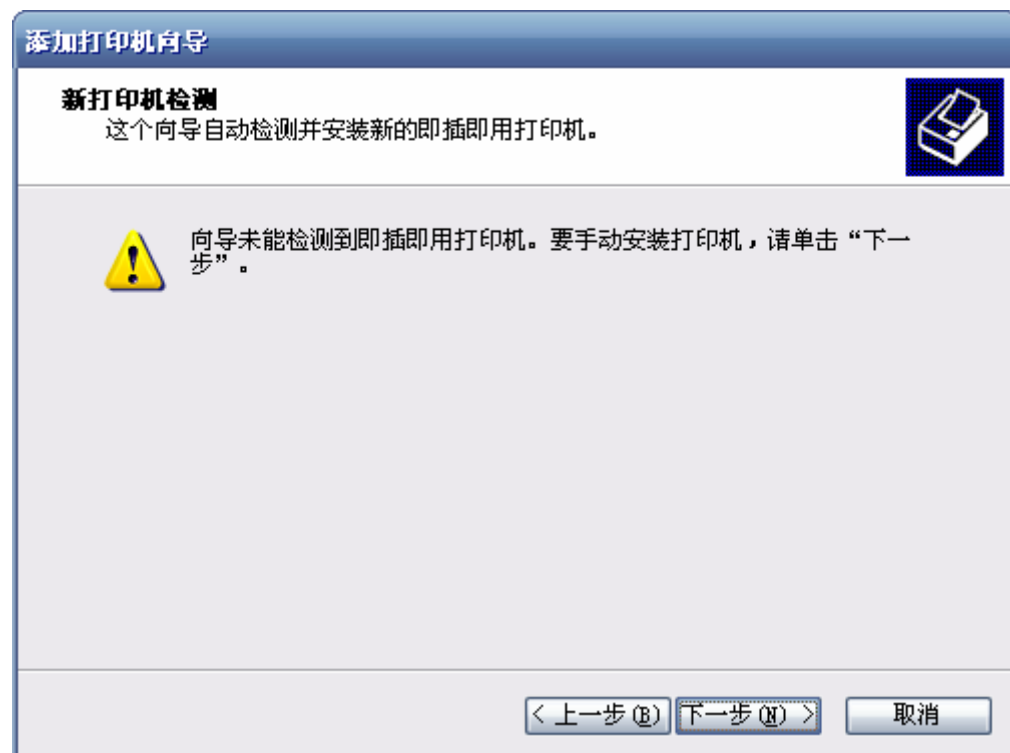 添加打印机向导
新打印机检测
这个向导自动检测并安装新的即插即用打印机。
向导未能检测到即插即用打印机。要手动安装打印机，请单击“下一
步”。
< 上一步(B)
下一步(N) >
取消